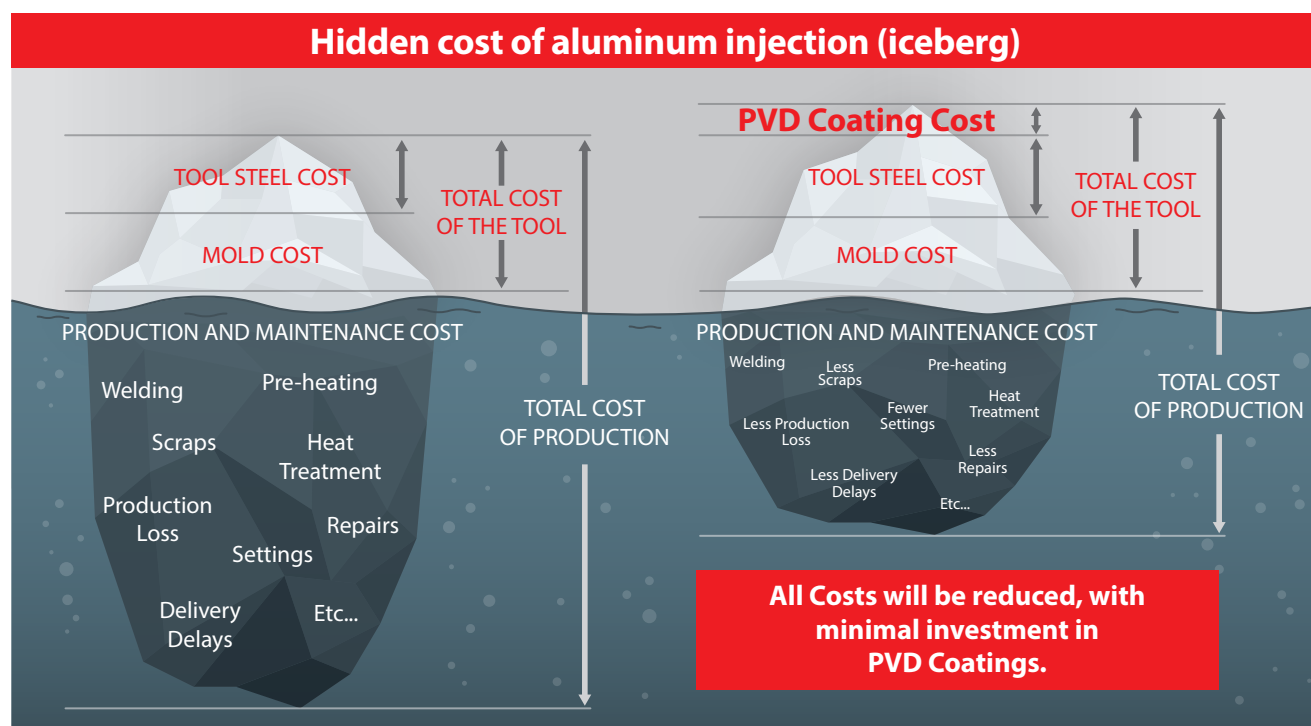 Hidden cost of aluminum injection (iceberg)
TOOL STEEL COST
MOLD COST
TOTAL COST
OF THE TOOL
PRODUCTION AND MAINTENANCE COST
Welding
Pre-heating
Scraps
Heat
Treatment
Production
Loss
Repairs
Settings
Delivery
Delays
Etc...
TOTAL COST
OF PRODUCTION
PVD Coating Cost
TOOL STEEL COST
MOLD COST
TOTAL COST
OF THE TOOL
PRODUCTION AND MAINTENANCE COST
Welding
Less
Scraps
Pre-heating
Heat
Treatment
Fewer
Settings
Less Production
Loss
Less
Repairs
Less Delivery
Delays
Etc...
TOTAL COST
OF PRODUCTION
All Costs will be reduced, with
minimal investment in
PVD Coatings.